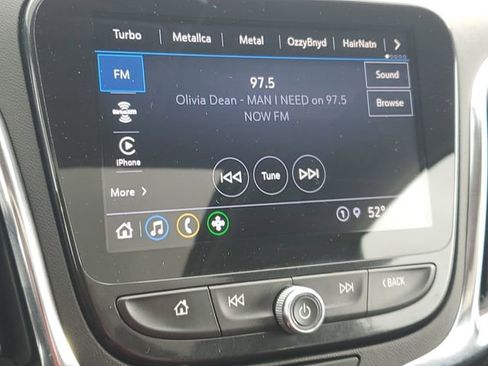 Turbo Metallca Metal OzzyBnyd HairNatn
FM
97.5
Sound
Olivia Dean - MAN I NEED on 97.5
NOW FM
Browse
iPhone
More
Tune
1 52°
BACK